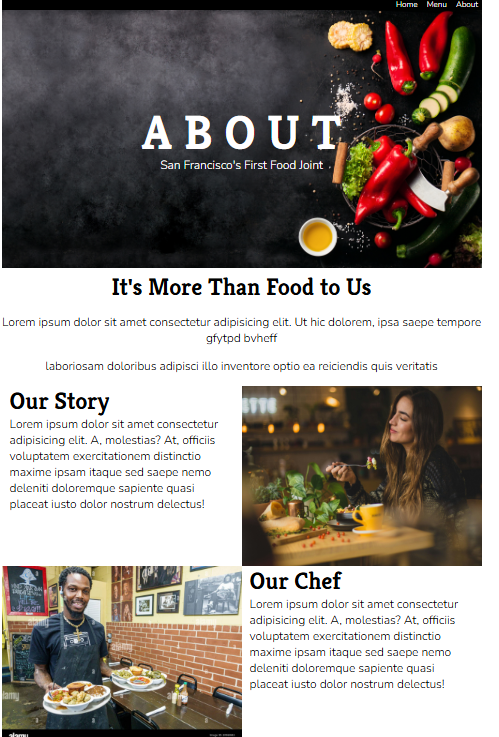 Home Menu About
ABOUT
San Francisco's First Food Joint
It's More Than Food to Us
Lorem ipsum dolor sit amet consectetur adipisicing elit. Ut hic dolorem, ipsa saepe tempore
gfytpd bvheff
laboriosam doloribus adipisci illo inventore optio ea reiciendis quis veritatis
Our Story
Lorem ipsum dolor sit amet consectetur
adipisicing elit. A, molestias? At, officiis
voluptatem exercitationem distinctio
maxime ipsam itaque sed saepe nemo
deleniti doloremque sapiente quasi
placeat iusto dolor nostrum delectus!
Our Chef
Lorem ipsum dolor sit amet consectetur
adipisicing elit. A, molestias? At, officiis
voluptatem exercitationem distinctio
maxime ipsam itaque sed saepe nemo
deleniti doloremque sapiente quasi
placeat iusto dolor nostrum delectus!
alamy